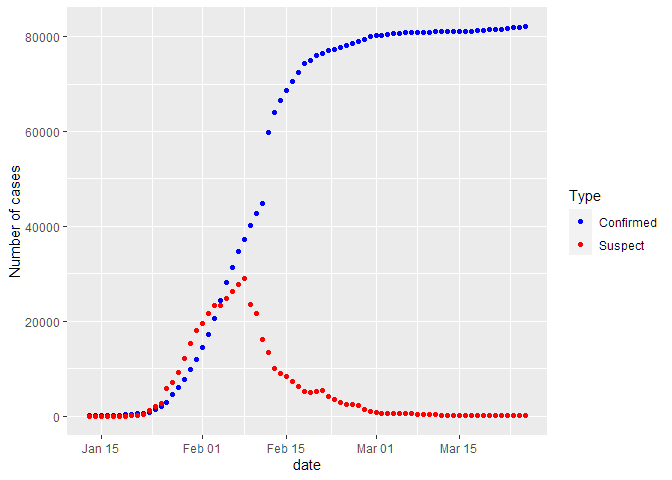 80000
60000
40000
20000
0
Number of cases
Jan 15
Feb 01
Feb 15
Mar 01
Mar 15
date
Type
Confirmed
Suspect